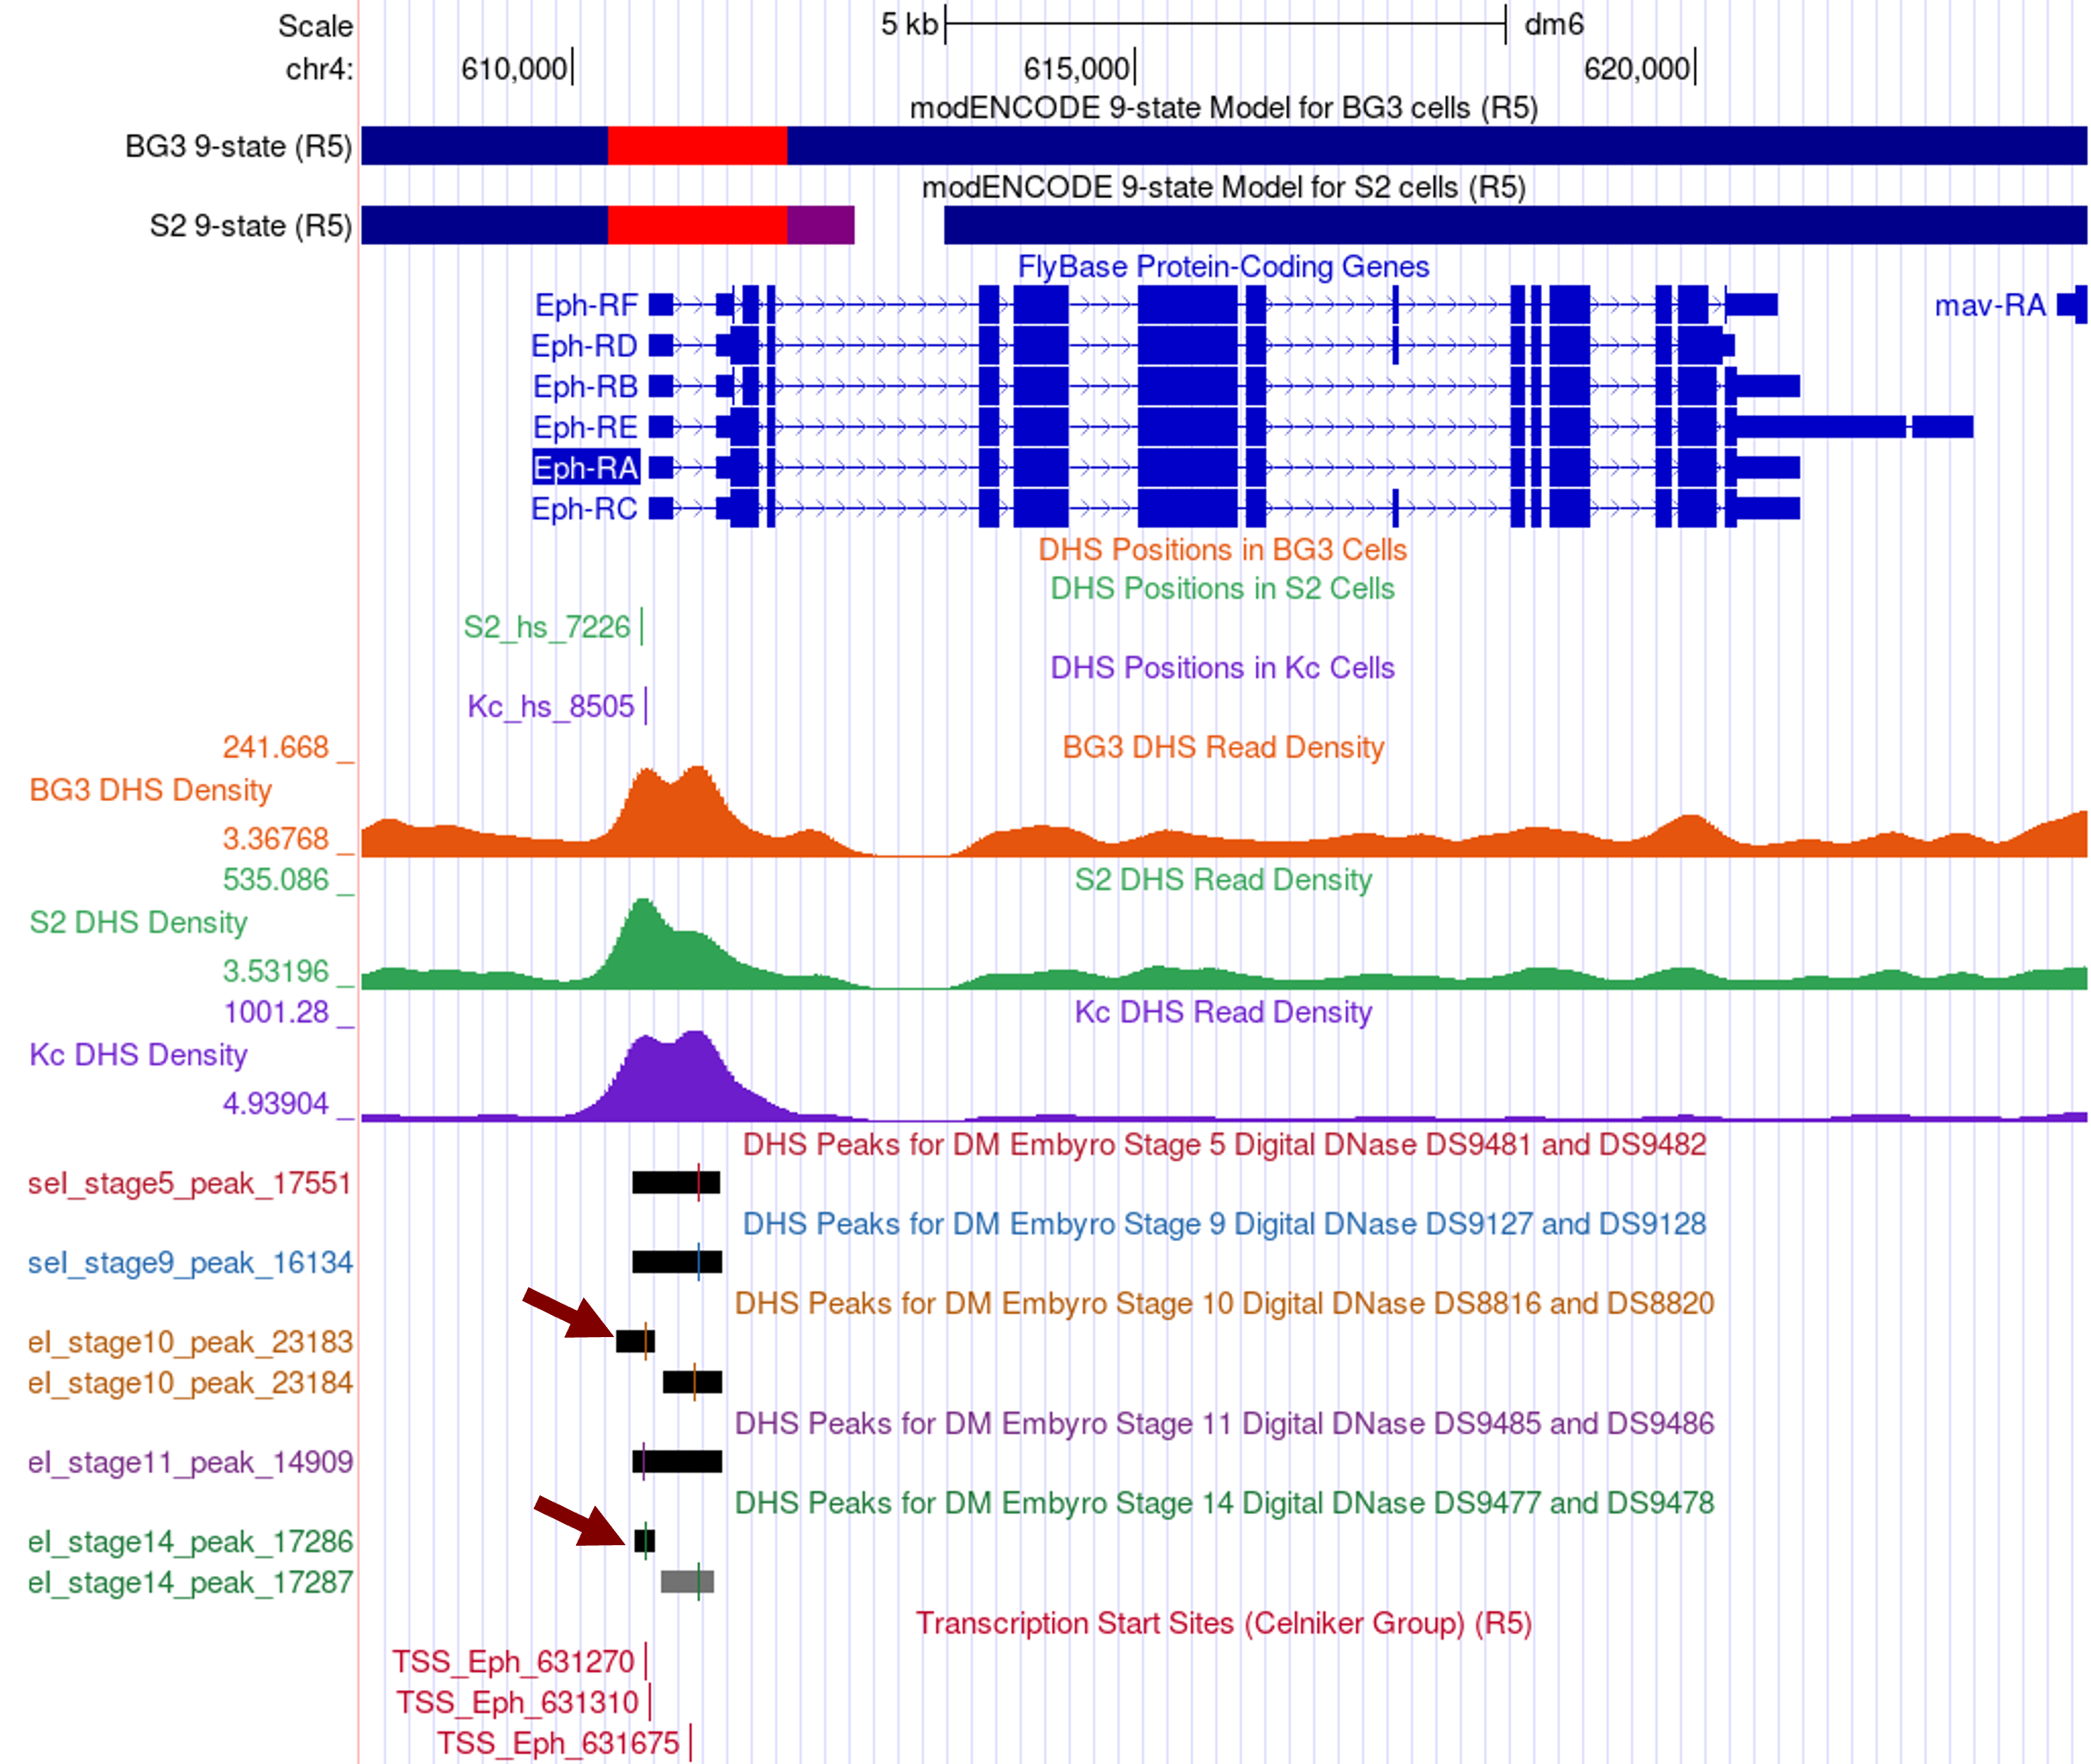 Scale 5 kb dm6
chr4: 610,000 615,000 620,000
modENCODE 9-state Model for BG3 cells (R5)
BG3 9-state (R5)
modENCODE 9-state Model for S2 cells (R5)
S2 9-state (R5)
FlyBase Protein-Coding Genes
Eph-RF mav-RA
Eph-RD
Eph-RB
Eph-RE
Eph-RA
Eph-RC
DHS Positions in BG3 Cells
DHS Positions in S2 Cells
S2_hs_7226
DHS Positions in Kc Cells
Kc_hs_8505
241.668 _ BG3 DHS Read Density
BG3 DHS Density
3.36768 _
535.086 _ S2 DHS Read Density
S2 DHS Density
3.53196 _
1001.28 _ Kc DHS Read Density
Kc DHS Density
4.93904 _
DHS Peaks for DM Embyro Stage 5 Digital DNase DS9481 and DS9482
sel_stage5_peak_17551
DHS Peaks for DM Embyro Stage 9 Digital DNase DS9127 and DS9128
sel_stage9_peak_16134
DHS Peaks for DM Embyro Stage 10 Digital DNase DS8816 and DS8820
el_stage10_peak_23183
el_stage10_peak_23184
DHS Peaks for DM Embyro Stage 11 Digital DNase DS9485 and DS9486
el_stage11_peak_14909
DHS Peaks for DM Embyro Stage 14 Digital DNase DS9477 and DS9478
el_stage14_peak_17286
el_stage14_peak_17287
Transcription Start Sites (Celniker Group) (R5)
TSS_Eph_631270
TSS_Eph_631310
TSS_Eph_631675